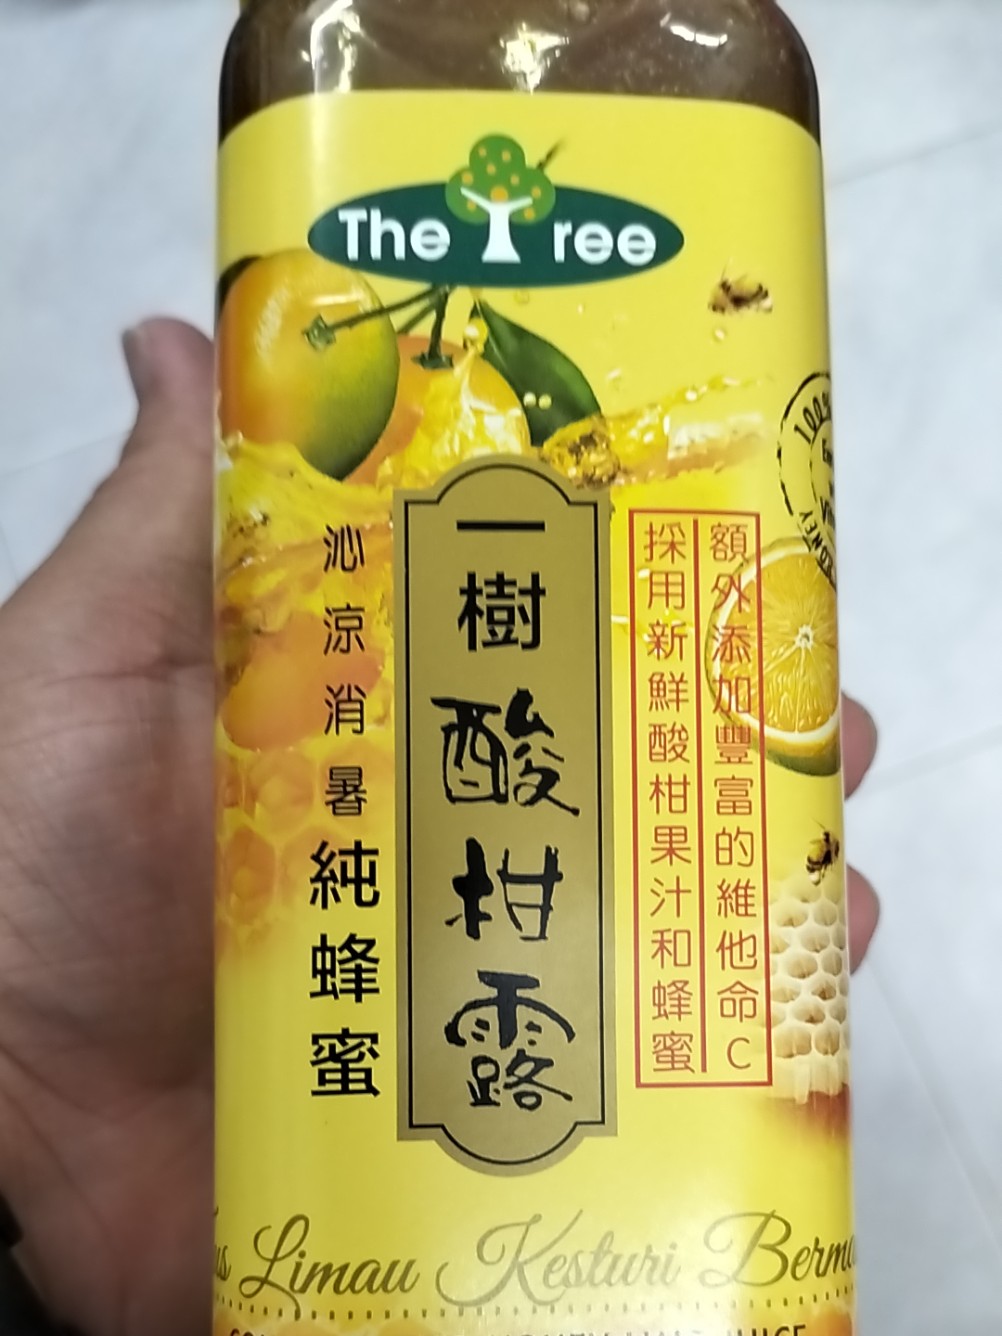 The Tree
100%
HONEY
一樹酸柑露
額外添加豐富的維他命C
採用新鮮酸柑果汁和蜂蜜
沁涼消暑純蜂蜜
Limau Kesturi